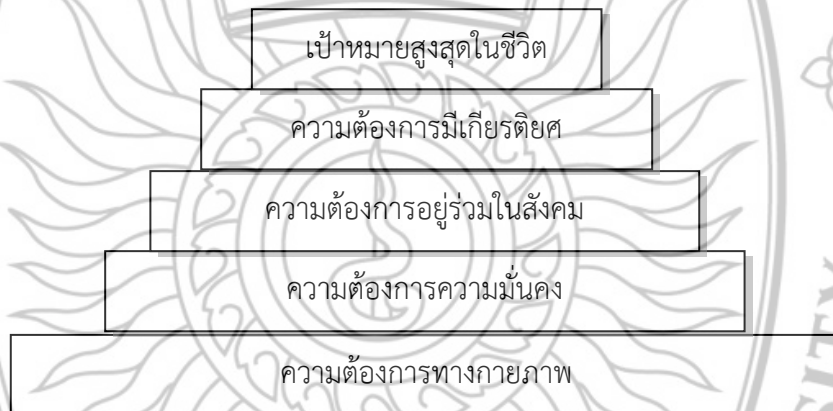 เป้าหมายสูงสุดในชีวิต
ความต้องการมีเกียรติยศ
ความต้องการอยู่ร่วมในสังคม
ความต้องการความมั่นคง
ความต้องการทางกายภาพ